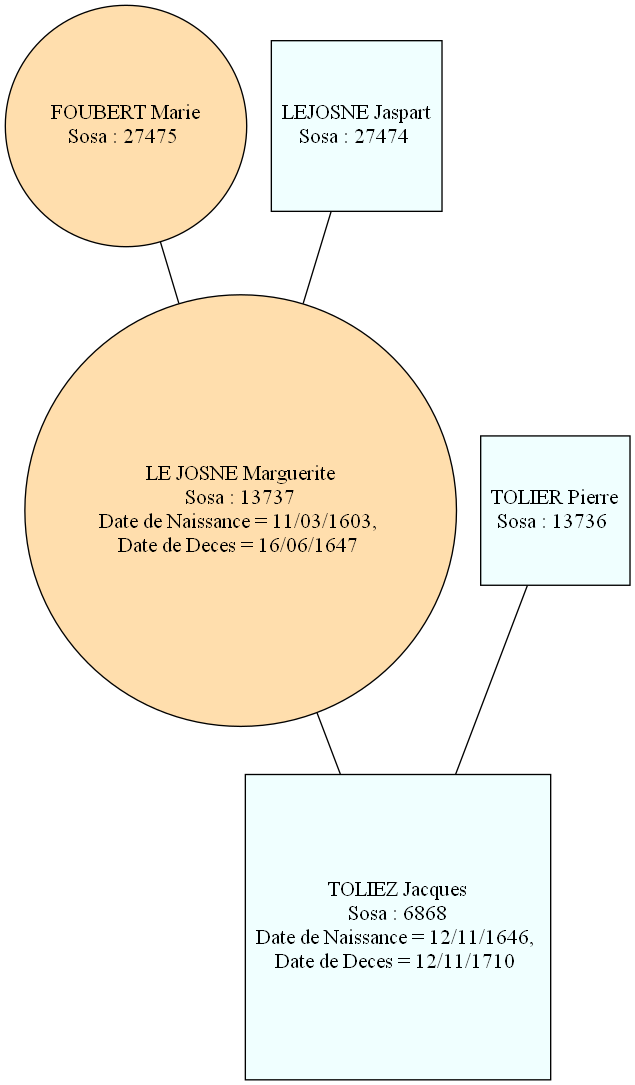 FOUBERT Marie
Sosa : 27475
LEJOSNE Jaspart
Sosa : 27474
LE JOSNE Marguerite
Sosa : 13737
Date de Naissance = 11/03/1603,
Date de Deces = 16/06/1647
TOLIER Pierre
Sosa : 13736
TOLIEZ Jacques
Sosa : 6868
Date de Naissance = 12/11/1646,
Date de Deces = 12/11/1710